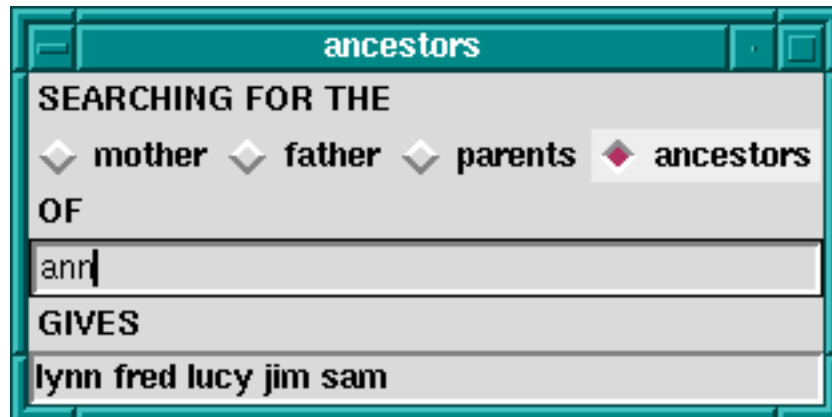 ancestors
SEARCHING FOR THE
mother father parents ancestors
OF
ann
GIVES
lynn fred lucy jim sam